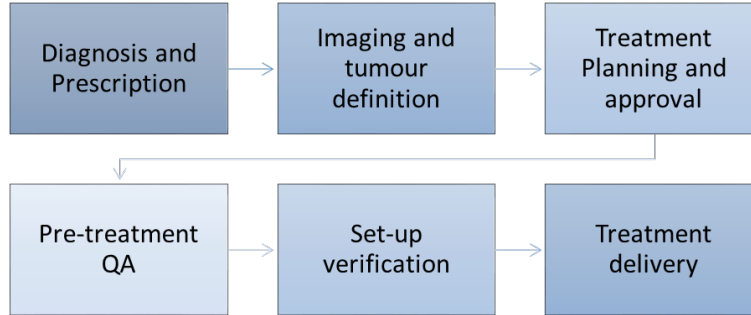 Diagnosis and
Prescription
Imaging and
tumour
definition
Treatment
Planning and
approval
Pre-treatment
QA
Set-up
verification
Treatment
delivery